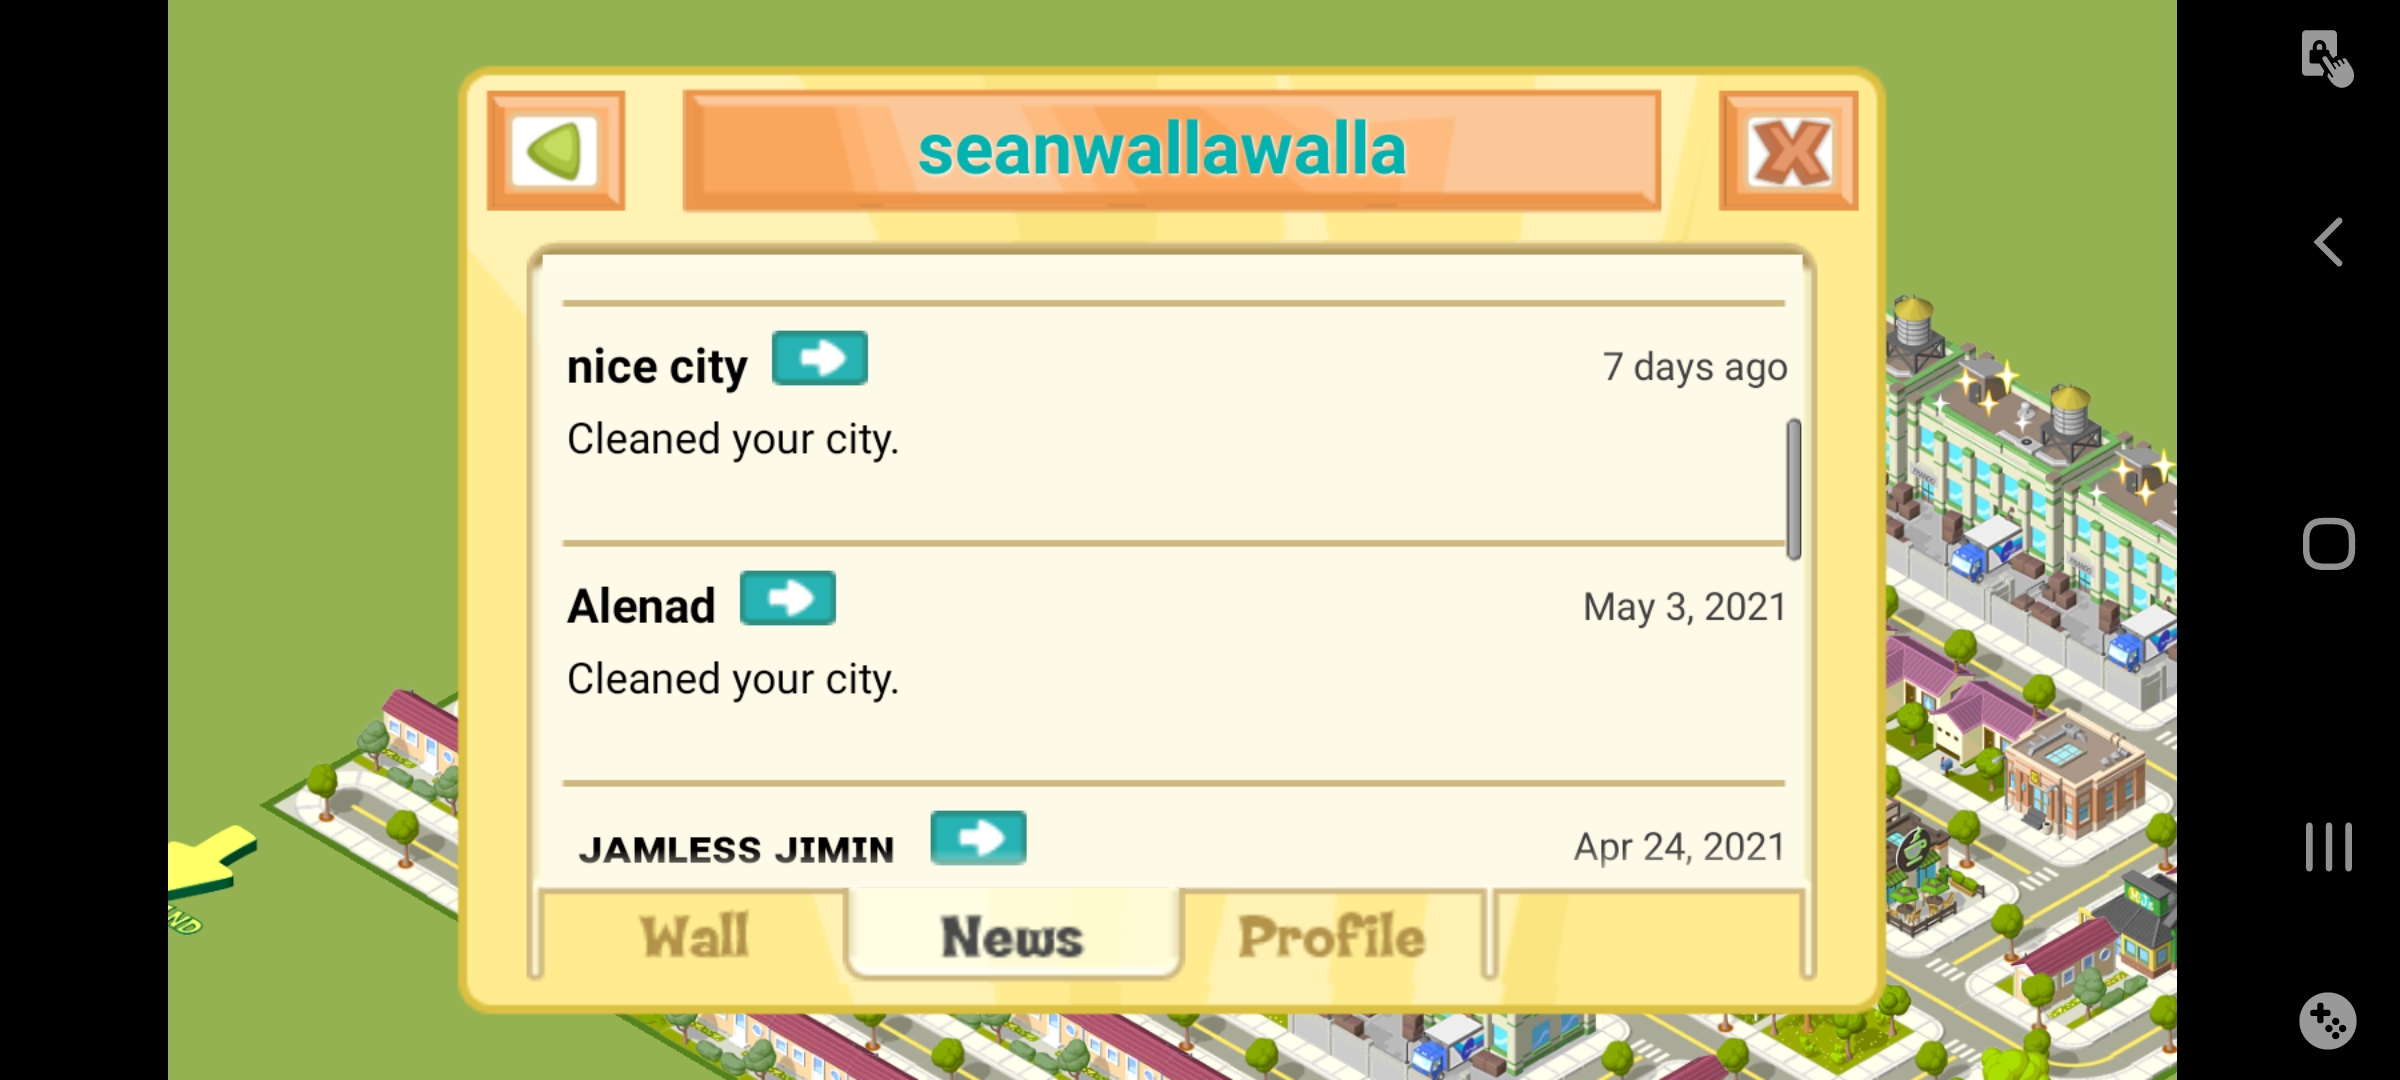 seanwallawalla
nice city
7 days ago
Cleaned your city.
Alenad
May 3, 2021
Cleaned your city.
JAMLESS JIMIN
Apr 24, 2021
Wall
News
Profile